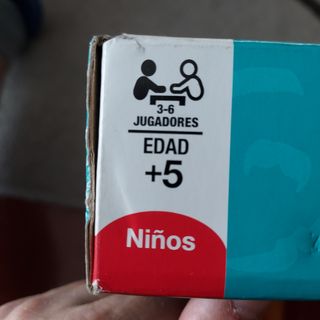 3-6
JUGADORES
EDAD
+5
Niños